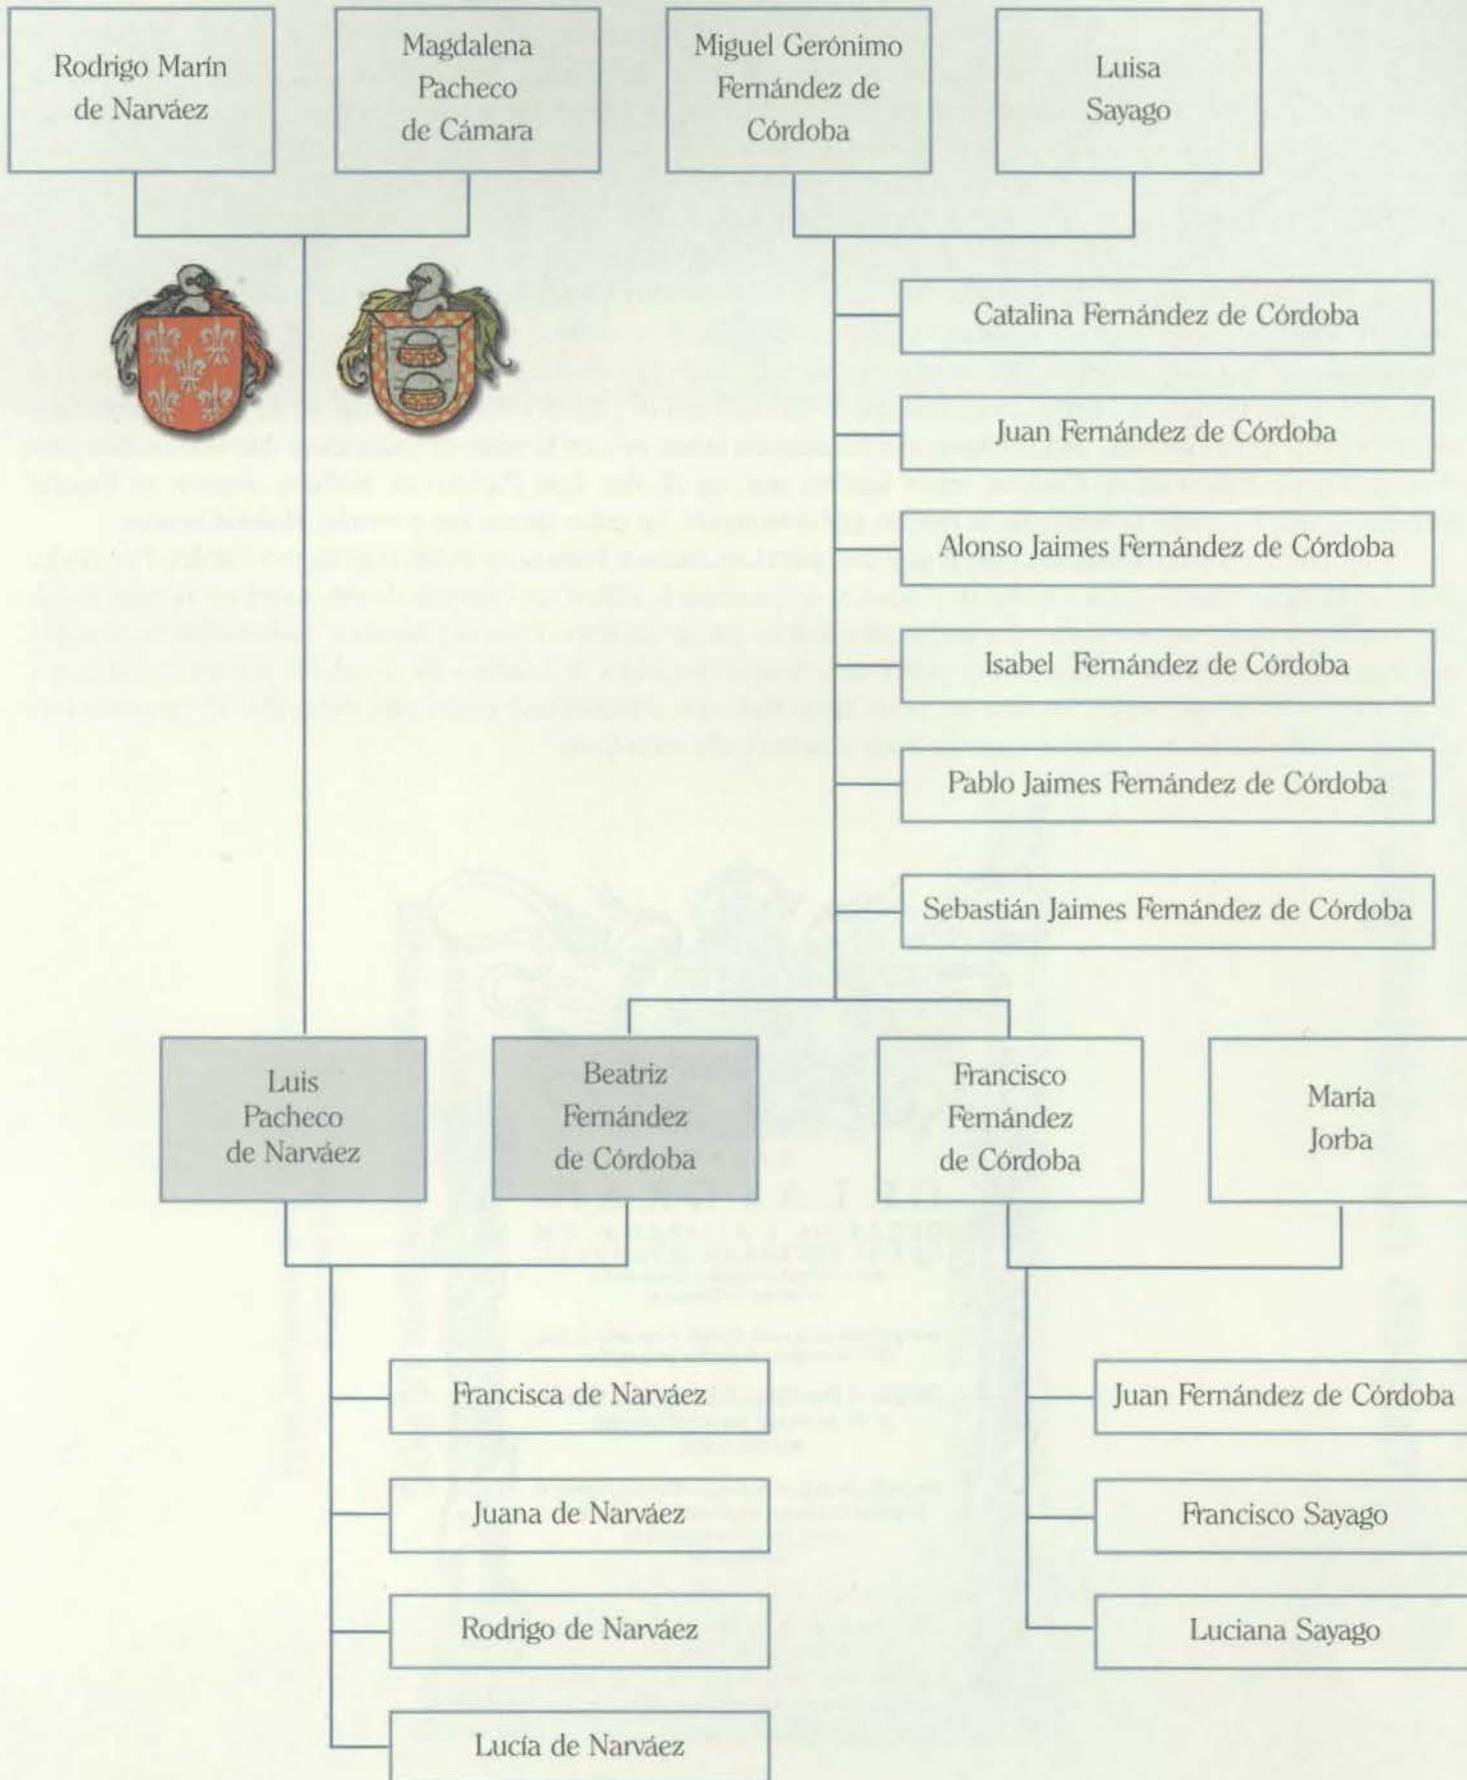 Rodrigo Marín
de Narváez
Magdalena
Pacheco
de Cámara
Miguel Gerónimo
Fernández de
Córdoba
Luisa
Sayago
Catalina Fernández de Córdoba
Juan Fernández de Córdoba
Alonso Jaimes Fernández de Córdoba
Isabel Fernández de Córdoba
Pablo Jaimes Fernández de Córdoba
Sebastián Jaimes Fernández de Córdoba
Luis
Pacheco
de Narváez
Beatriz
Fernández
de Córdoba
Francisco
Fernández
de Córdoba
María
Jorba
Francisca de Narváez
Juana de Narváez
Rodrigo de Narváez
Lucía de Narváez
Juan Fernández de Córdoba
Francisco Sayago
Luciana Sayago